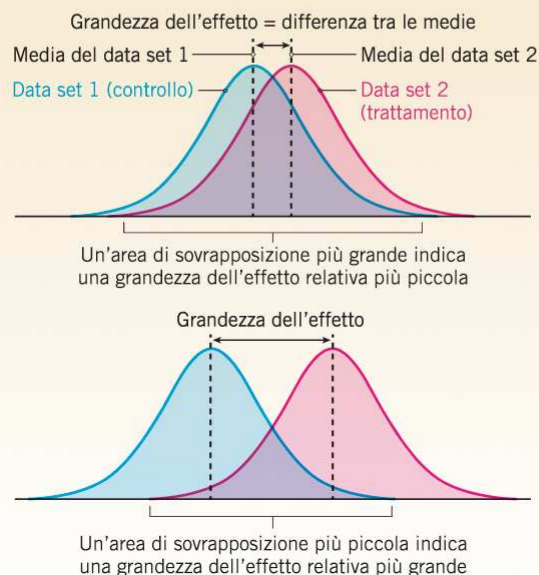 Grandezza dell'effetto = differenza tra le medie
Media del data set 1
Media del data set 2
Data set 1 (controllo)
Data set 2
(trattamento)
Un'area di sovrapposizione più grande indica
una grandezza dell'effetto relativa più piccola
Grandezza dell'effetto
Un'area di sovrapposizione più piccola indica
una grandezza dell'effetto relativa più grande